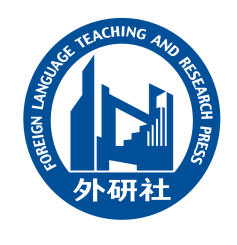 FOREIGN LANGUAGE TEACHING AND RESEARCH PRESS
外研社